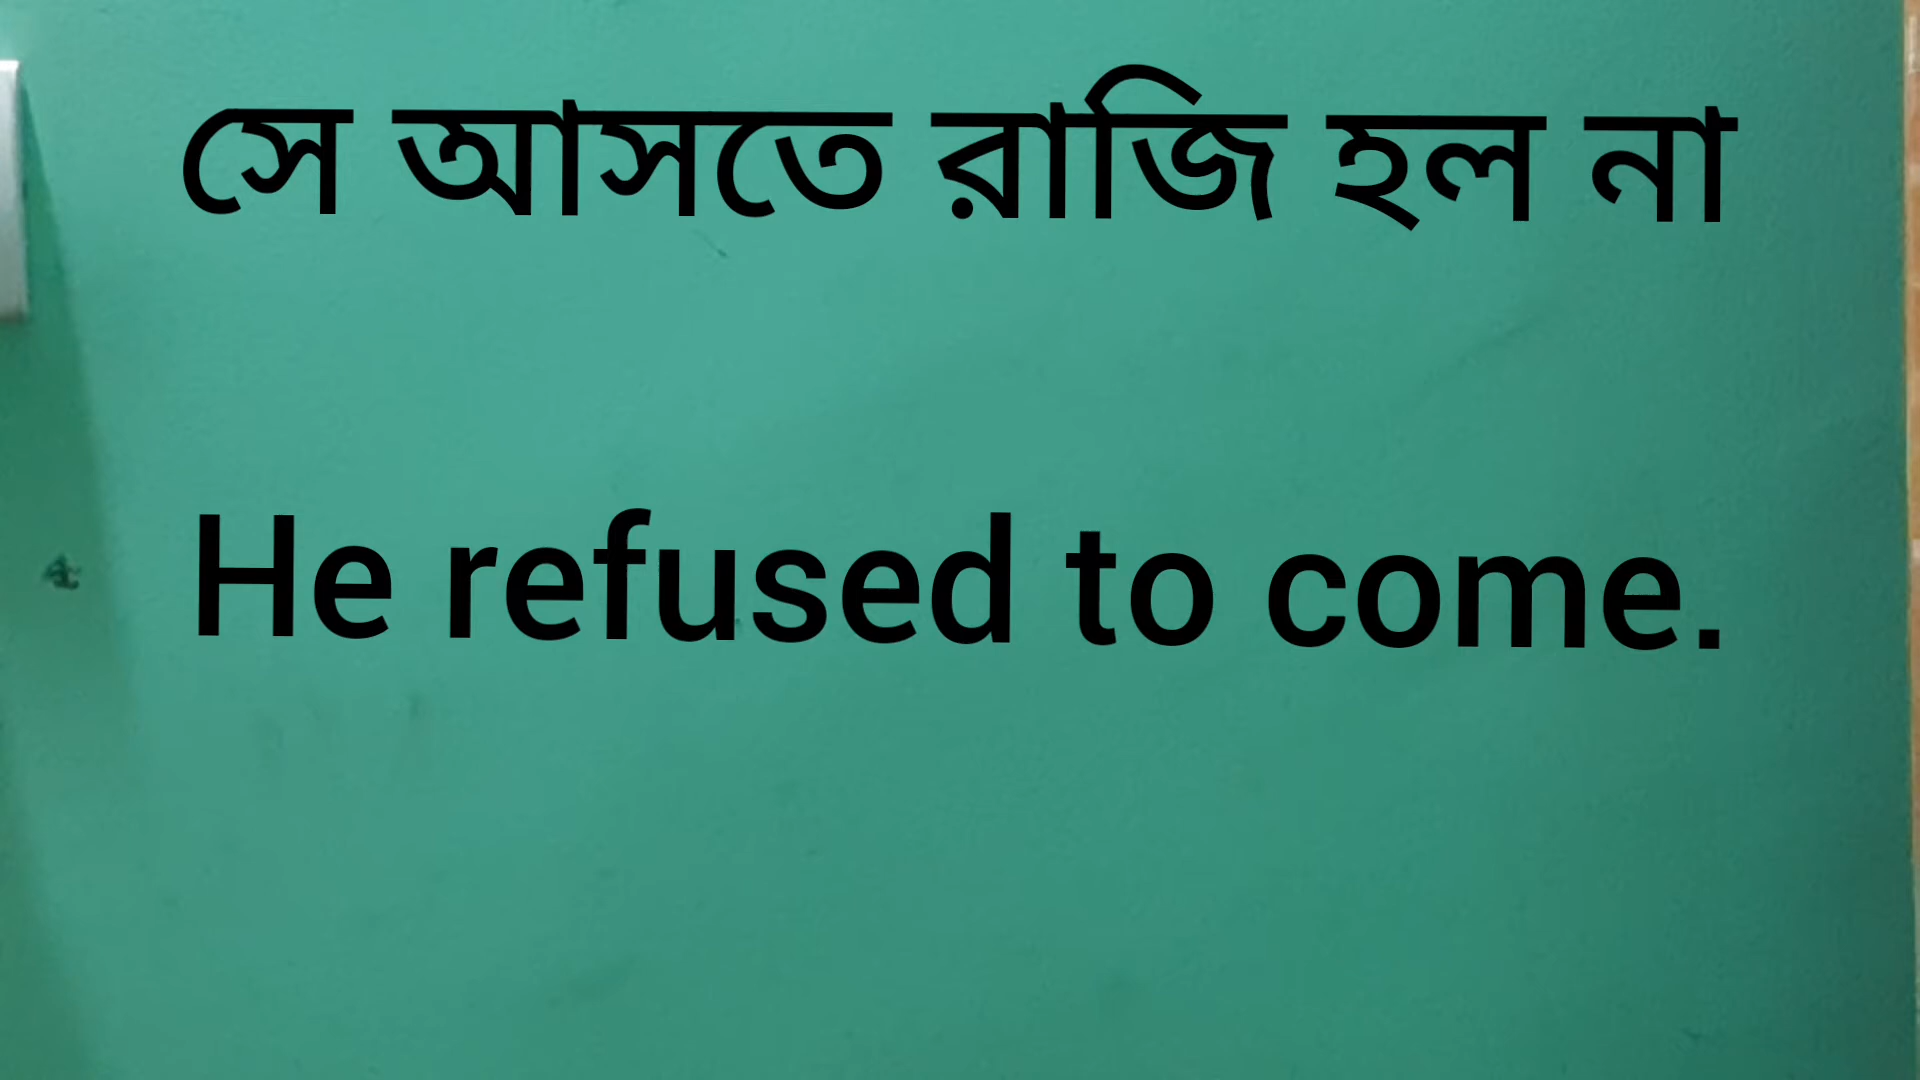 সে আসতে রাজি হল না
He refused to come.